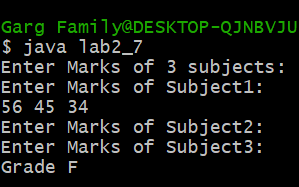 Garg Family@DESKTOP-QJNBVJU
$ java lab2_7
Enter Marks of 3 subjects:
Enter Marks of Subject1:
56 45 34
Enter Marks of Subject2:
Enter Marks of Subject3:
Grade F